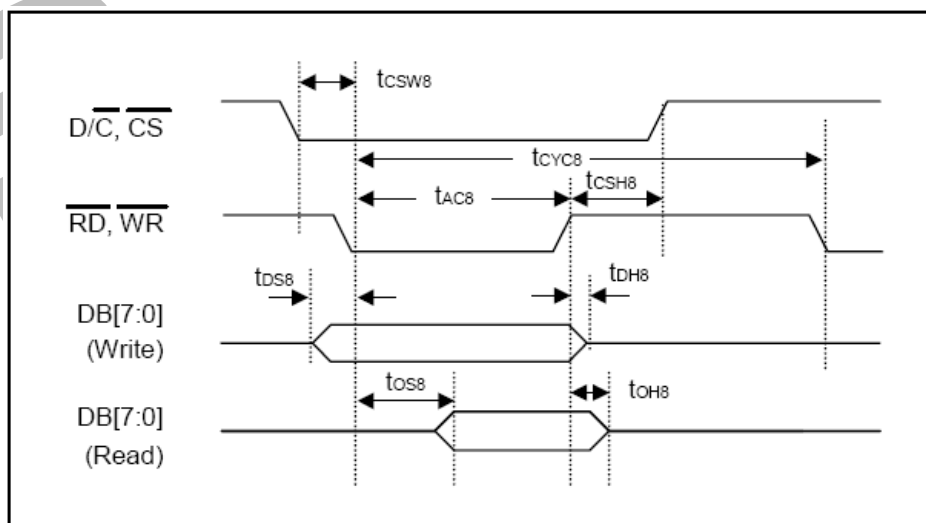 tCSW8
D/C, CS
tCYC8
tAC8
tCSH8
RD, WR
tDS8
tDH8
DB[7:0]
(Write)
tOS8
tOH8
DB[7:0]
(Read)